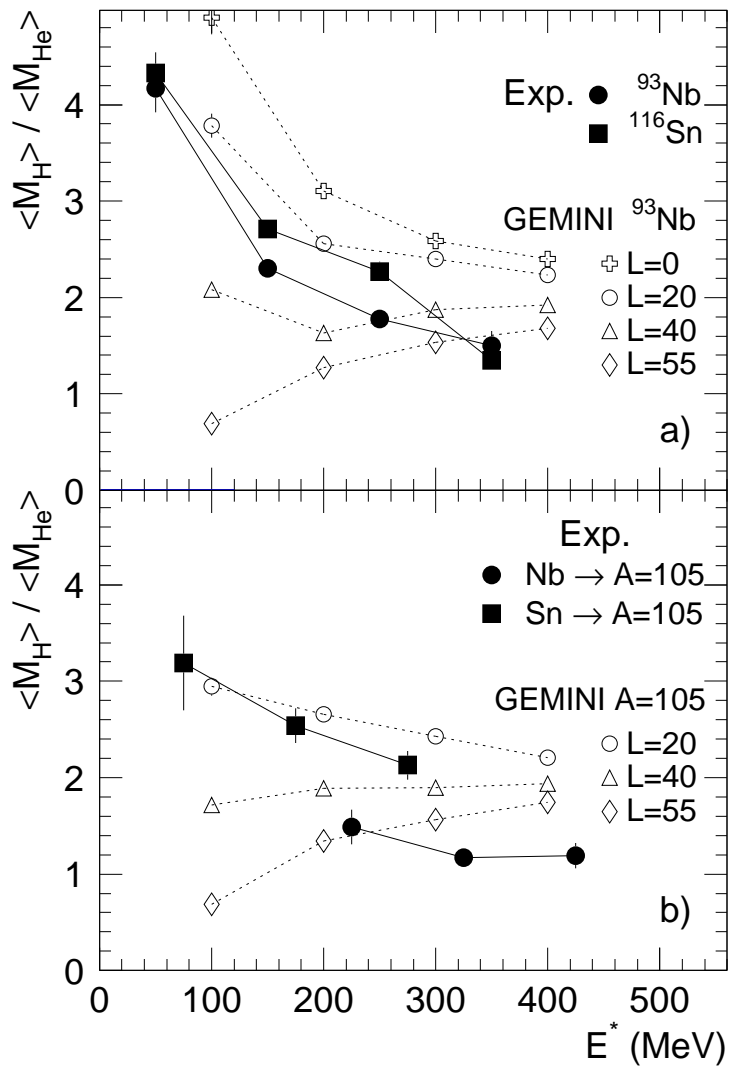 <M_H> / <M_He>
4
3
2
1
0
Exp. ● ⁹³Nb
■ ¹¹⁶Sn
GEMINI ⁹³Nb
L=0
L=20
L=40
L=55
a)
<M_H> / <M_He>
4
3
2
1
0
Exp.
● Nb → A=105
■ Sn → A=105
GEMINI A=105
L=20
L=40
L=55
b)
0 100 200 300 400 500
E* (MeV)